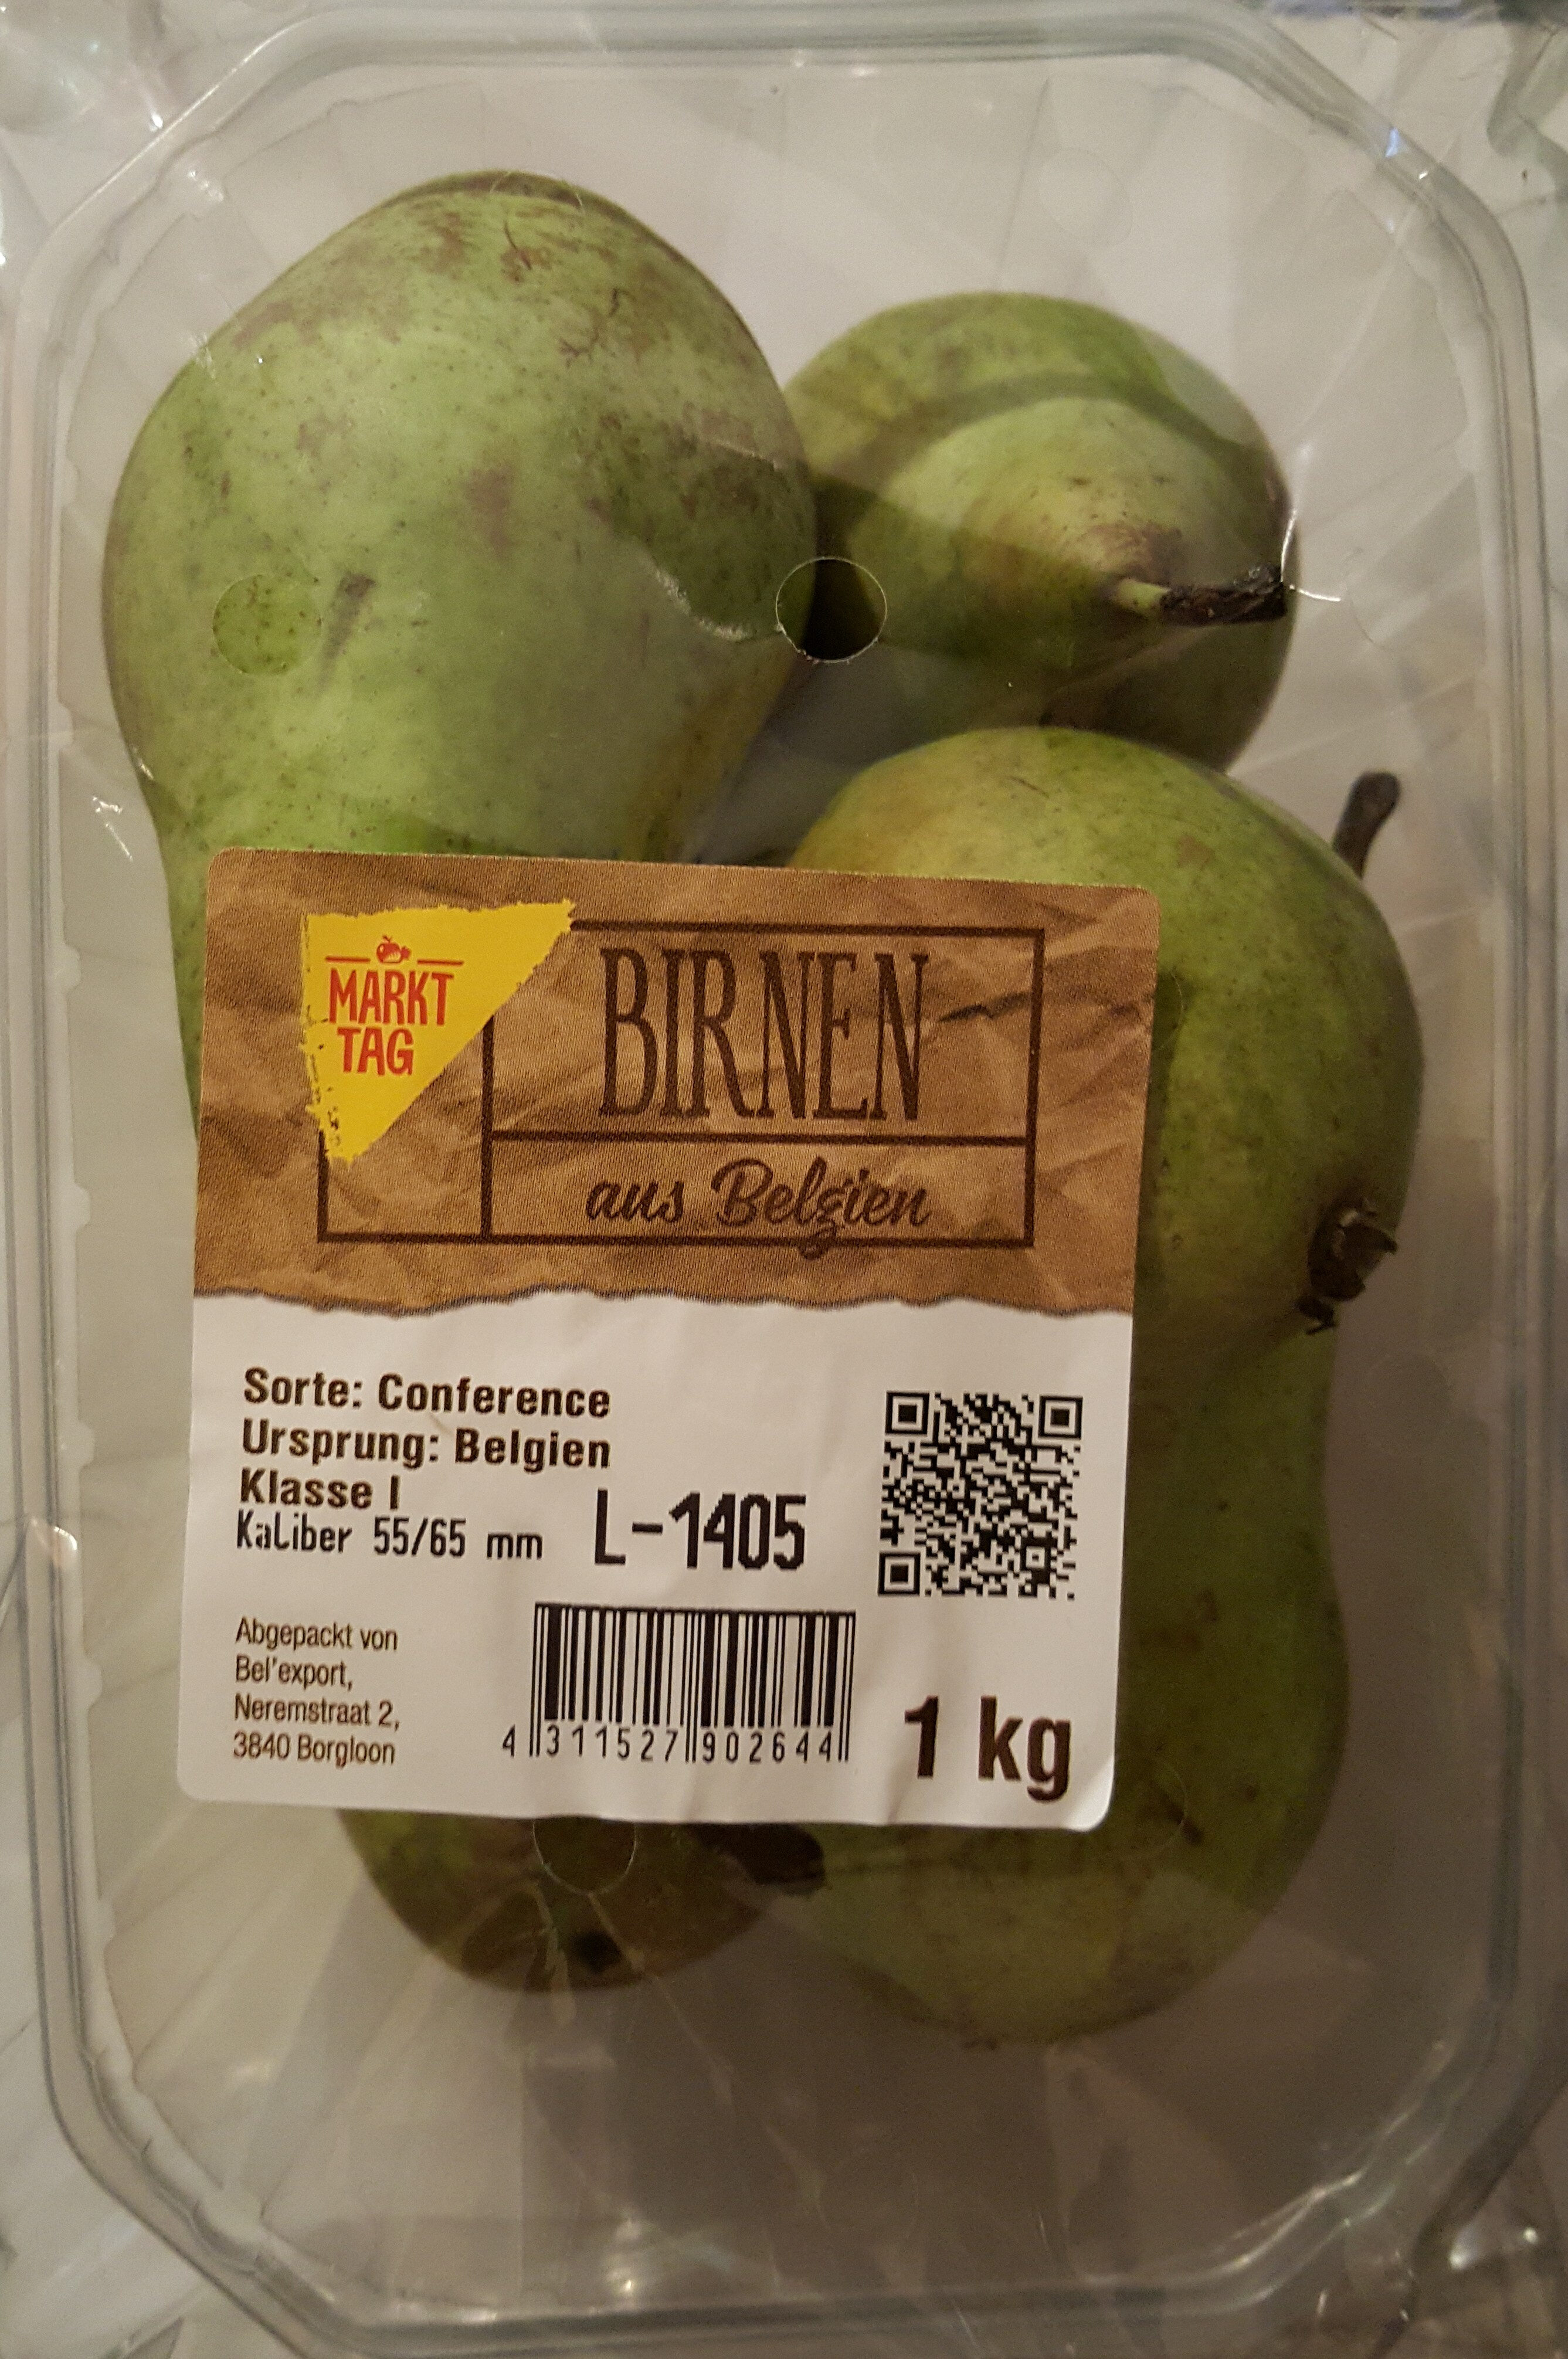 MARKT
TAG
BIRNEN
aus Belgien
Sorte: Conference
Ursprung: Belgien
Klasse I
KaLiber 55/65 mm L-1405
Abgepackt von
Bel'export,
Neremstraat 2,
3840 Borgloon
4 311527 902644
1 kg